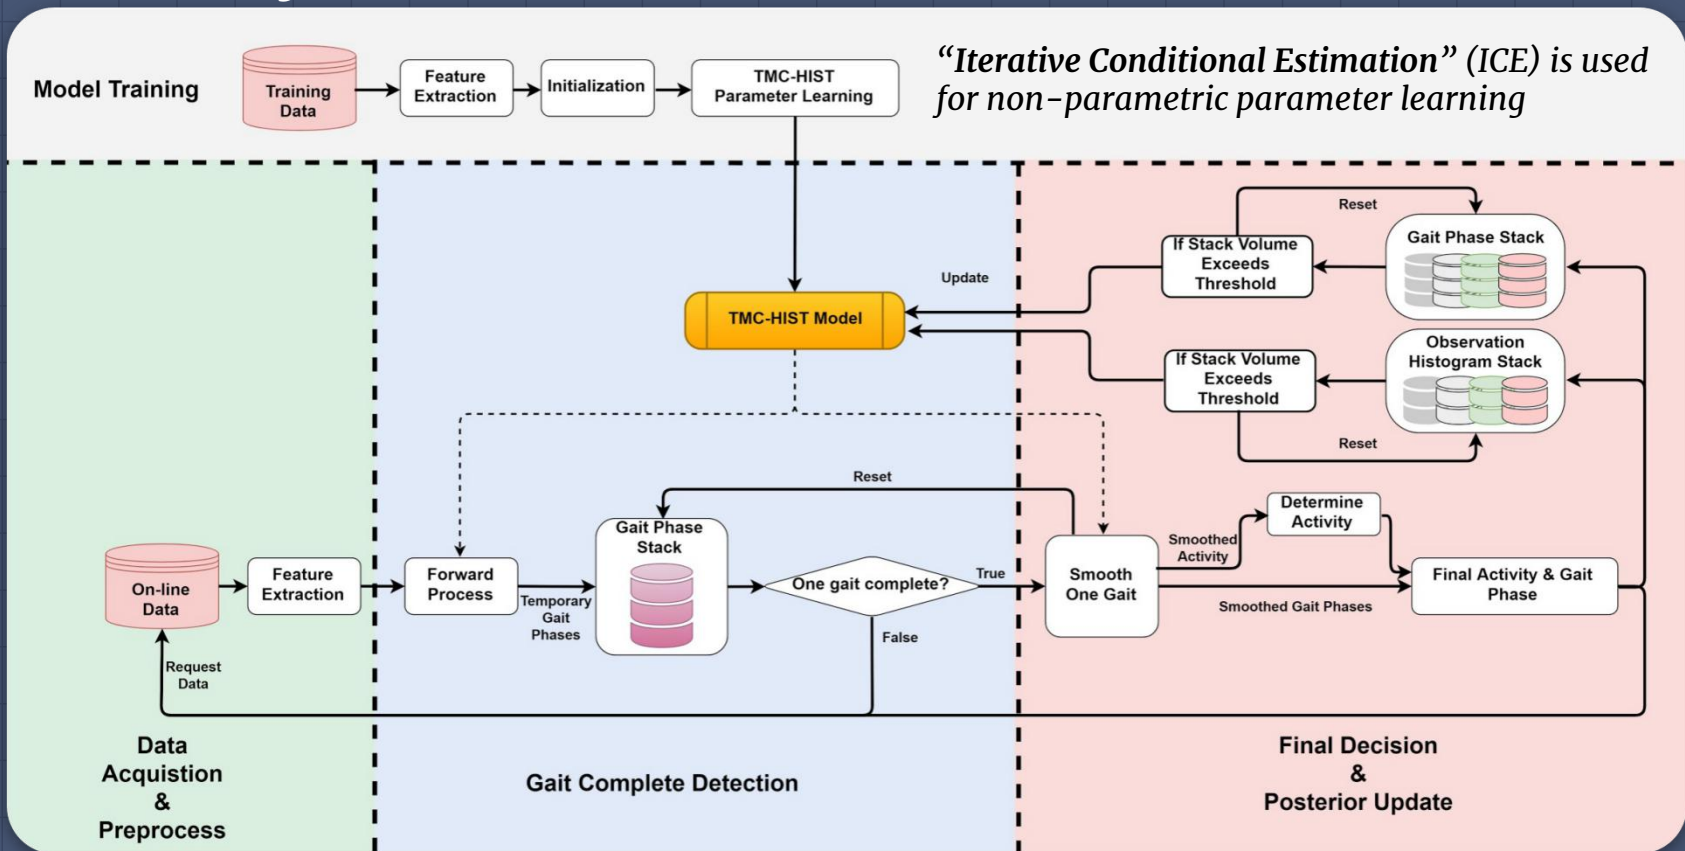 Model Training
Training
Data
Feature
Extraction
Initialization
TMC-HIST
Parameter Learning
“Iterative Conditional Estimation” (ICE) is used
for non-parametric parameter learning
Reset
If Stack Volume
Exceeds
Threshold
Gait Phase Stack
Update
TMC-HIST Model
If Stack Volume
Exceeds
Threshold
Observation
Histogram Stack
Reset
Reset
On-line
Data
Feature
Extraction
Forward
Process
Temporary
Gait
Phases
Gait Phase
Stack
One gait complete?
True
False
Smooth
One Gait
Smoothed
Activity
Determine
Activity
Smoothed Gait Phases
Final Activity & Gait
Phase
Request
Data
Data
Acquistion
&
Preprocess
Gait Complete Detection
Final Decision
&
Posterior Update